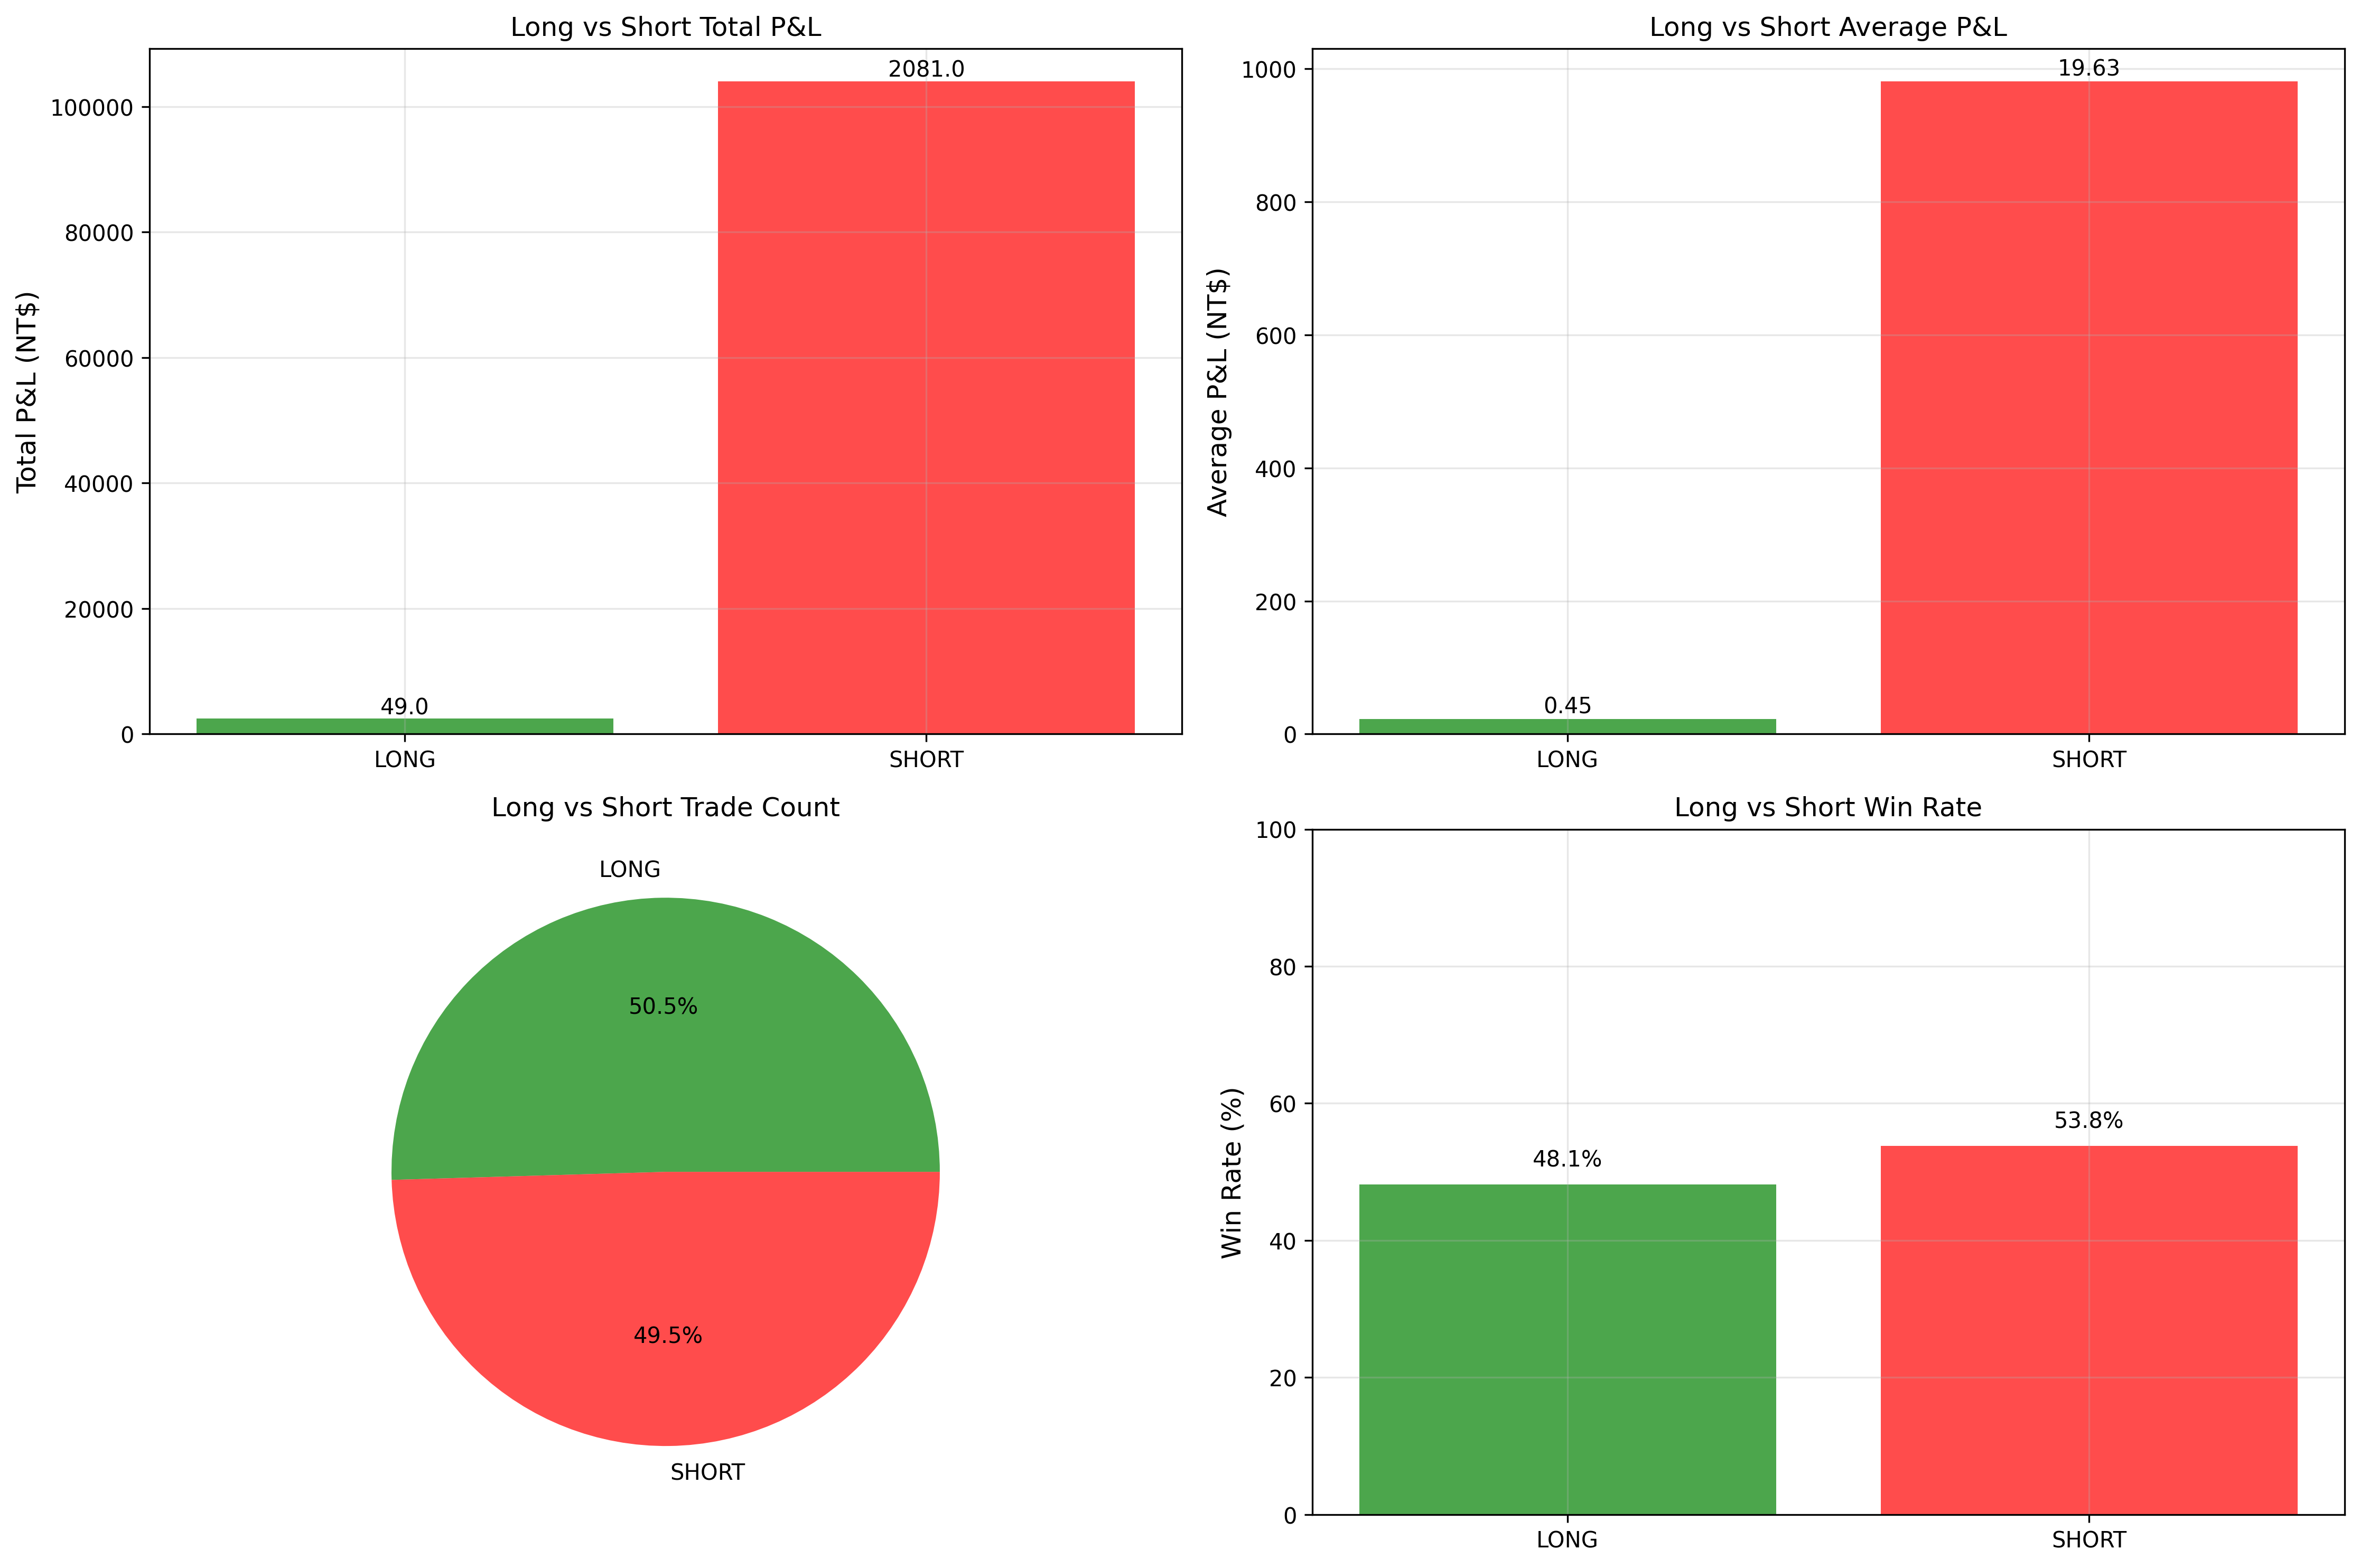 Long vs Short Total P&L
Total P&L (NT$)
100000
80000
60000
40000
20000
0
49.0
2081.0
LONG
SHORT
Long vs Short Average P&L
Average P&L (NT$)
1000
800
600
400
200
0
0.45
19.63
LONG
SHORT
Long vs Short Trade Count
LONG
50.5%
49.5%
SHORT
Long vs Short Win Rate
Win Rate (%)
100
80
60
40
20
0
48.1%
53.8%
LONG
SHORT